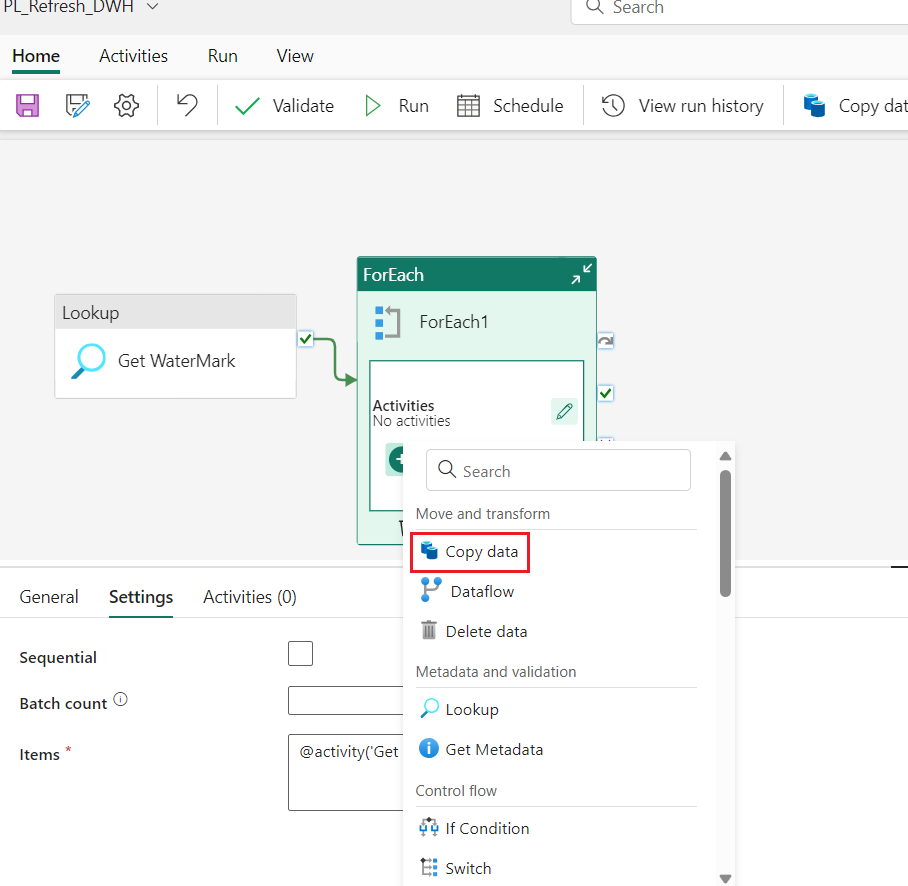 PL_Refresh_DWH
Search
Home Activities Run View
Validate Run Schedule View run history Copy dat
Lookup
Get WaterMark
ForEach
ForEach1
Activities
No activities
Search
Move and transform
Copy data
Dataflow
Delete data
Metadata and validation
Lookup
Get Metadata
Control flow
If Condition
Switch
General Settings Activities (0)
Sequential
Batch count
Items *
@activity('Get